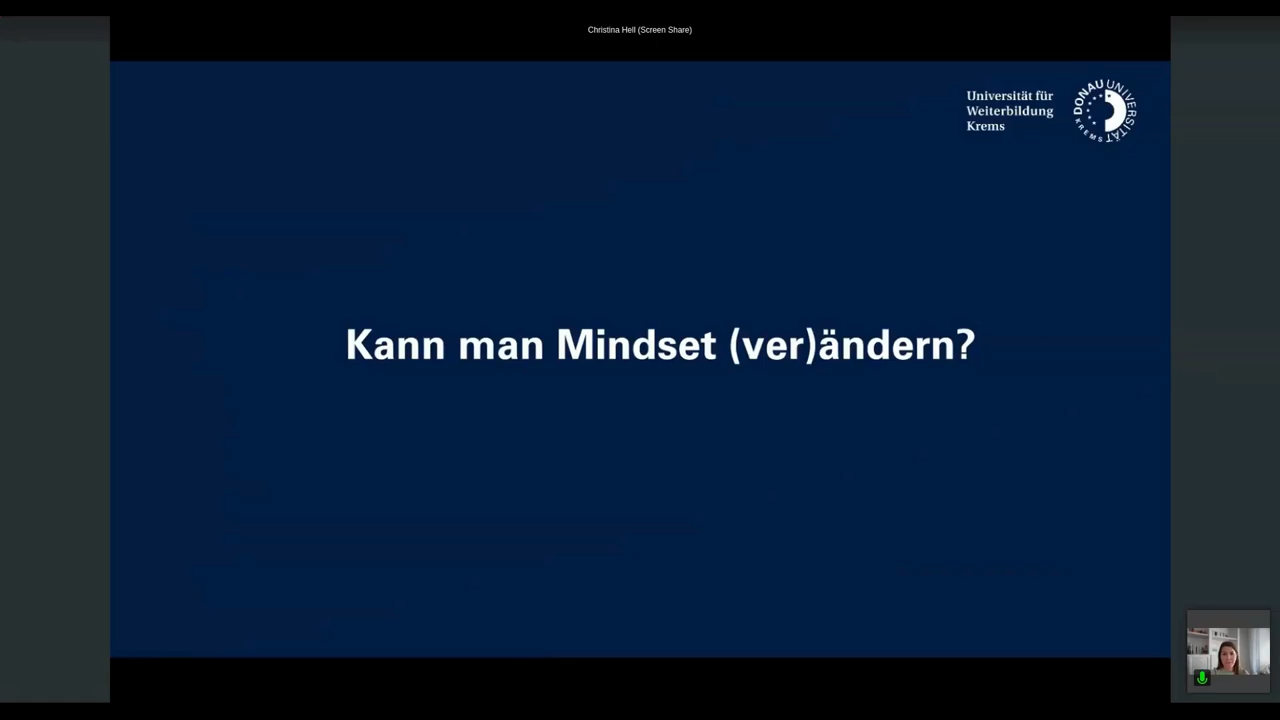 Christina Hell (Screen Share)
Universität für
Weiterbildung
Krems
DONAU UNIVERSITÄT
KREMS
Kann man Mindset (ver)ändern?